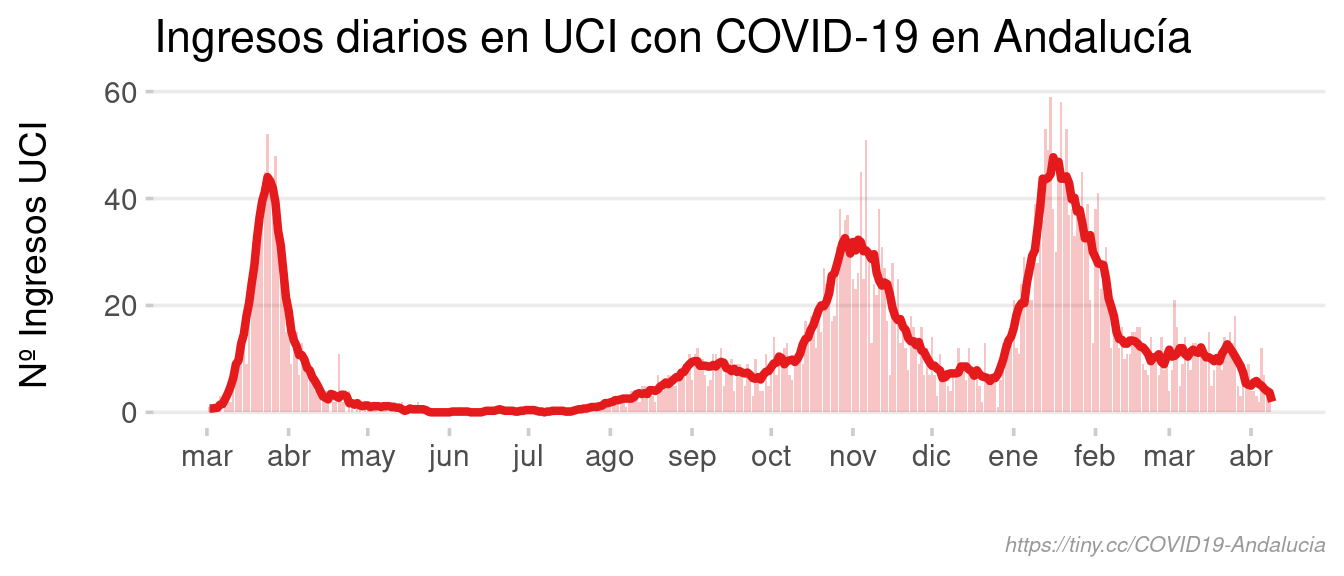 Ingresos diarios en UCI con COVID-19 en Andalucía
Nº Ingresos UCI
60
40
20
0
mar abr may jun jul ago sep oct nov dic ene feb mar abr
https://tiny.cc/COVID19-Andalucia